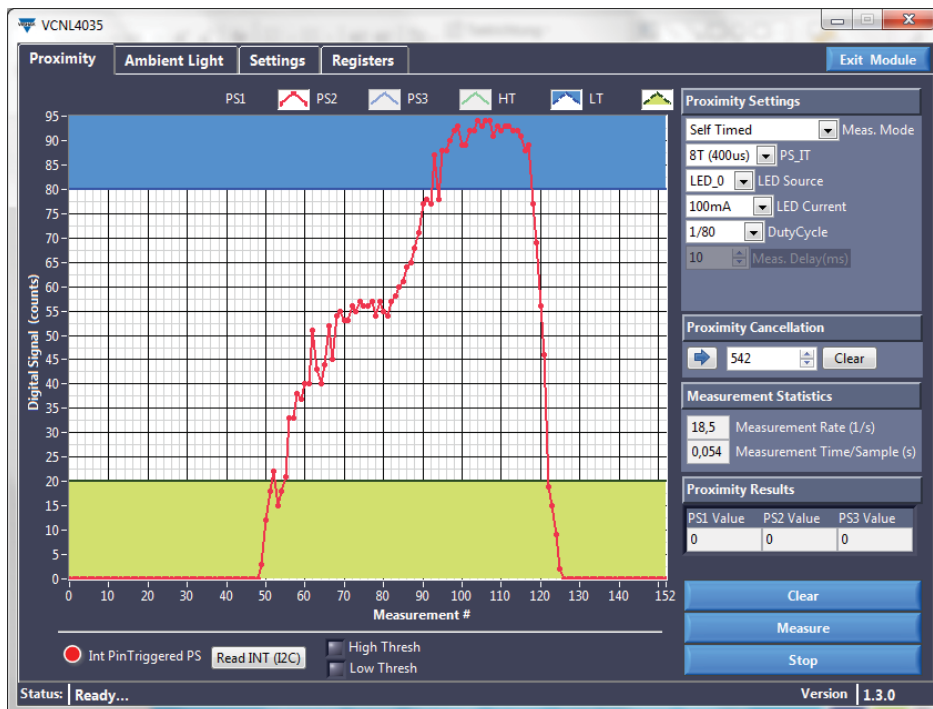 VCNL4035
Proximity
Ambient Light
Settings
Registers
Exit Module
PS1 PS2 PS3 HT LT
95
90
85
80
75
70
65
60
55
50
45
40
35
30
25
20
15
10
5
0
Digital Signal (counts)
0 10 20 30 40 50 60 70 80 90 100 110 120 130 140 152
Measurement #
Int PinTriggered PS
Read INT (I2C)
High Thresh
Low Thresh
Proximity Settings
Self Timed Meas. Mode
8T (400us) PS_IT
LED_0 LED Source
100mA LED Current
1/80 DutyCycle
10 Meas. Delay(ms)
Proximity Cancellation
542 Clear
Measurement Statistics
18,5 Measurement Rate (1/s)
0,054 Measurement Time/Sample (s)
Proximity Results
PS1 Value PS2 Value PS3 Value
0 0 0
Clear
Measure
Stop
Status: Ready...
Version 1.3.0